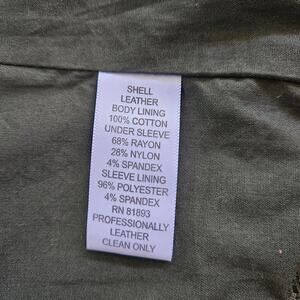 SHELL
LEATHER
BODY LINING
100% COTTON
UNDER SLEEVE
68% RAYON
28% NYLON
4% SPANDEX
SLEEVE LINING
96% POLYESTER
4% SPANDEX
RN 81893
PROFESSIONALLY
LEATHER
CLEAN ONLY